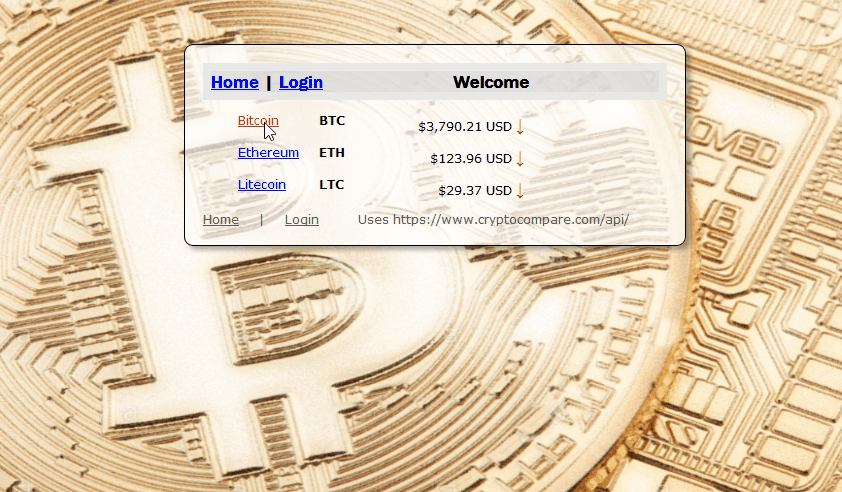 Home | Login Welcome
Bitcoin BTC $3,790.21 USD ↓
Ethereum ETH $123.96 USD ↓
Litecoin LTC $29.37 USD ↓
Home | Login Uses https://www.cryptocompare.com/api/